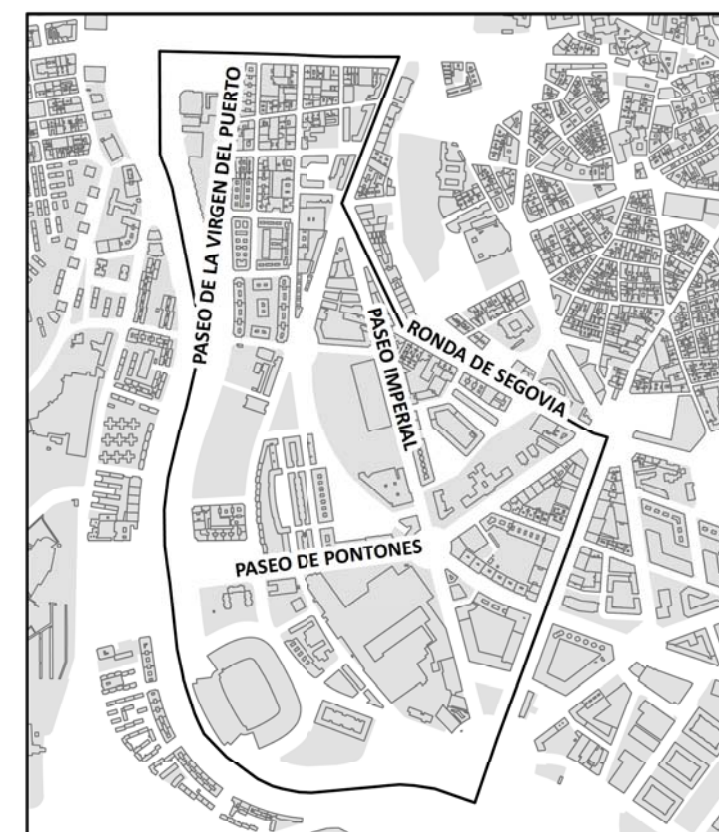 PASEO DE LA VIRGEN DEL PUERTO
RONDA DE SEGOVIA
PASEO IMPERIAL
PASEO DE PONTONES